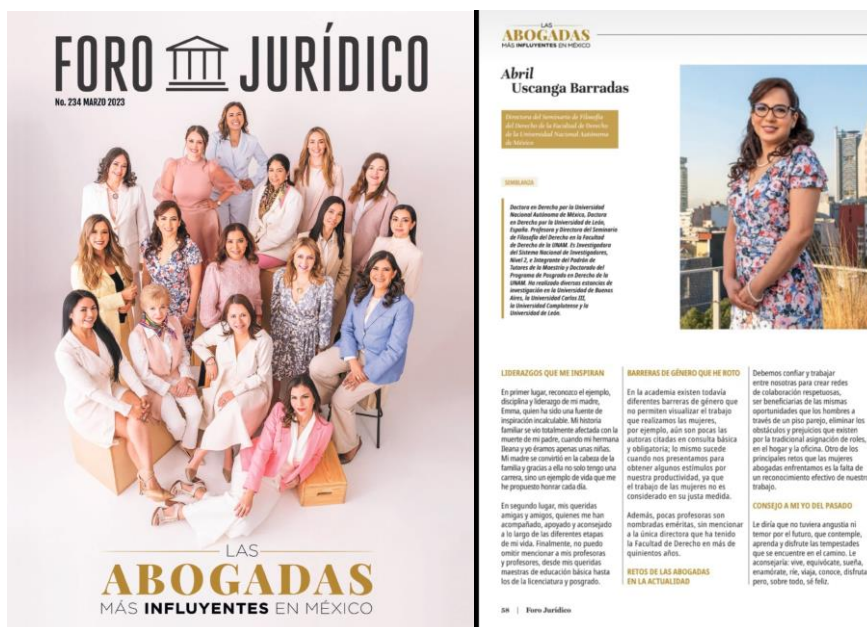 FORO JURÍDICO
No. 234 MARZO 2023
LAS
ABOGADAS
MÁS INFLUYENTES EN MÉXICO
LAS
ABOGADAS
MÁS INFLUYENTES EN MÉXICO
Abril
Uscanga Barradas
Directora del Seminario de Filosofía
del Derecho de la Facultad de Derecho
de la Universidad Nacional Autónoma
de México
SEMBLANZA
Doctora en Derecho por la Universidad
Nacional Autónoma de México, Doctora
en Derecho por la Universidad de León,
España. Profesora y Directora del Seminario
de Filosofía del Derecho en la Facultad
de Derecho de la UNAM. Es Investigadora
del Sistema Nacional de Investigadores,
Nivel 2, e Integrante del Padrón de
Tutores de la Maestría y Doctorado del
Programa de Posgrado en Derecho de la
UNAM. Ha realizado diversas estancias de
investigación en la Universidad de Buenos
Aires, la Universidad Carlos III,
la Universidad Complutense y la
Universidad de León.
LIDERAZGOS QUE ME INSPIRAN
En primer lugar, reconozco el ejemplo,
disciplina y liderazgo de mi madre,
Emma, quien ha sido una fuente de
inspiración incalculable. Mi historia
familiar se vio totalmente afectada con la
muerte de mi padre, cuando mi hermana
Ileana y yo éramos apenas unas niñas.
Mi madre se convirtió en la cabeza de la
familia y gracias a ella no solo tengo una
carrera, sino un ejemplo de vida que me
he propuesto honrar cada día.
En segundo lugar, mis queridas
amigas y amigos, quienes me han
acompañado, apoyado y aconsejado
a lo largo de las diferentes etapas
de mi vida. Finalmente, no puedo
omitir mencionar a mis profesoras
y profesores, desde mis queridas
maestras de educación básica hasta
los de la licenciatura y posgrado.
BARRERAS DE GÉNERO QUE HE ROTO
En la academia existen todavía
diferentes barreras de género que
no permiten visualizar el trabajo
que realizamos las mujeres,
por ejemplo, aún son pocas las
autoras citadas en consulta básica
y obligatoria; lo mismo sucede
cuando nos presentamos para
obtener algunos estímulos por
nuestra productividad, ya que
el trabajo de las mujeres no es
considerado en su justa medida.
Además, pocas profesoras son
nombradas eméritas, sin mencionar
a la única directora que ha tenido
la Facultad de Derecho en más de
quinientos años.
RETOS DE LAS ABOGADAS
EN LA ACTUALIDAD
Debemos confiar y trabajar
entre nosotras para crear redes
de colaboración respetuosas,
ser beneficiarias de las mismas
oportunidades que los hombres a
través de un piso parejo, eliminar los
obstáculos y prejuicios que existen
por la tradicional asignación de roles,
en el hogar y la oficina. Otro de los
principales retos que las mujeres
abogadas enfrentamos es la falta de
un reconocimiento efectivo de nuestro
trabajo.
CONSEJO A MI YO DEL PASADO
Le diría que no tuviera angustia ni
temor por el futuro, que contemple,
aprenda y disfrute las tempestades
que se encuentre en el camino. Le
aconsejaría: vive, equivócate, sueña,
enamórate, ríe, viaja, conoce, disfruta
pero, sobre todo, sé feliz.
58 | Foro Jurídico